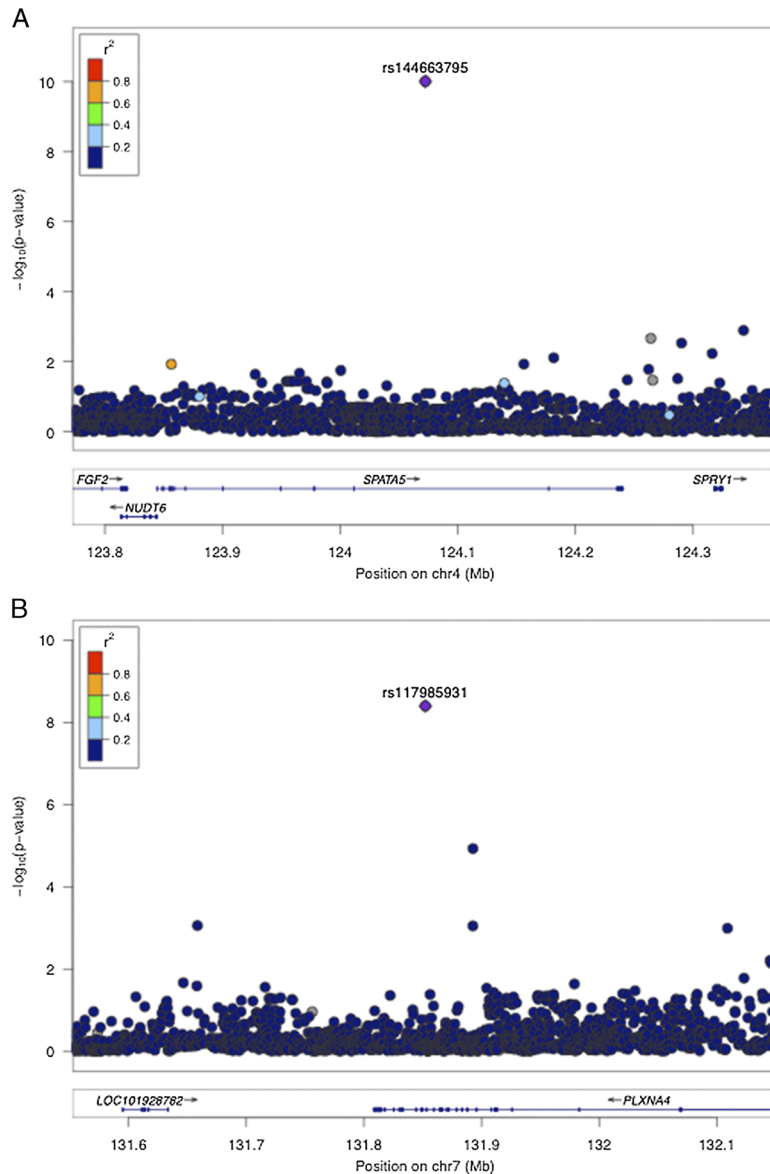 A
r2
0.8
0.6
0.4
0.2
rs144663795
10
8
6
4
2
0
−log10(p-value)
FGF2
SPATA5
SPRY1
NUDT6
123.8 123.9 124 124.1 124.2 124.3
Position on chr4 (Mb)
B
r2
0.8
0.6
0.4
0.2
rs117985931
10
8
6
4
2
0
−log10(p-value)
LOC101928782
PLXNA4
131.6 131.7 131.8 131.9 132 132.1
Position on chr7 (Mb)